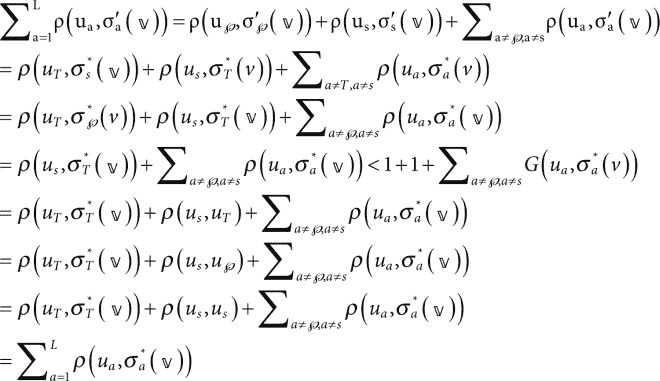 ∑_{a=1}^{L} ρ(u_a, σ′_a(𝕧)) = ρ(u_℘, σ′_℘(𝕧)) + ρ(u_s, σ′_s(𝕧)) + ∑_{a≠℘,a≠s} ρ(u_a, σ′_a(𝕧))
= ρ(u_T, σ*_s(𝕧)) + ρ(u_s, σ*_T(ν)) + ∑_{a≠T,a≠s} ρ(u_a, σ*_a(ν))
= ρ(u_T, σ*_℘(ν)) + ρ(u_s, σ*_T(𝕧)) + ∑_{a≠℘,a≠s} ρ(u_a, σ*_a(𝕧))
= ρ(u_s, σ*_T(𝕧)) + ∑_{a≠℘,a≠s} ρ(u_a, σ*_a(𝕧)) < 1 + 1 + ∑_{a≠℘,a≠s} G(u_a, σ*_a(ν))
= ρ(u_T, σ*_T(𝕧)) + ρ(u_s, u_T) + ∑_{a≠℘,a≠s} ρ(u_a, σ*_a(𝕧))
= ρ(u_T, σ*_T(𝕧)) + ρ(u_s, u_℘) + ∑_{a≠℘,a≠s} ρ(u_a, σ*_a(𝕧))
= ρ(u_T, σ*_T(𝕧)) + ρ(u_s, u_s) + ∑_{a≠℘,a≠s} ρ(u_a, σ*_a(𝕧))
= ∑_{a=1}^{L} ρ(u_a, σ*_a(𝕧))